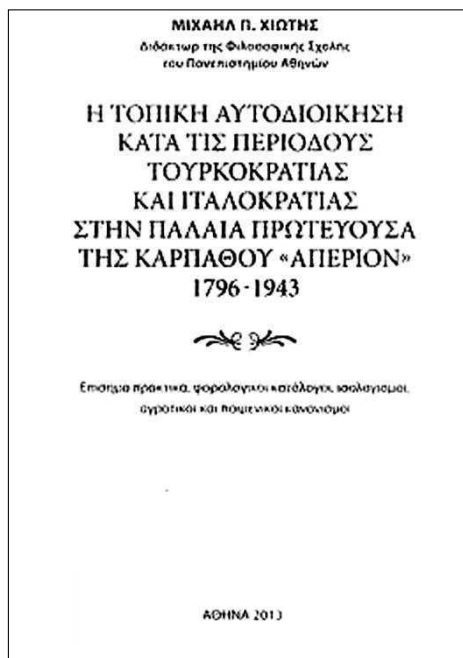 ΜΙΧΑΗΛ Π. ΧΙΩΤΗΣ
Διδάκτωρ της Φιλοσοφικής Σχολής
του Πανεπιστημίου Αθηνών
Η ΤΟΠΙΚΗ ΑΥΤΟΔΙΟΙΚΗΣΗ
ΚΑΤΑ ΤΙΣ ΠΕΡΙΟΔΟΥΣ
ΤΟΥΡΚΟΚΡΑΤΙΑΣ
ΚΑΙ ΙΤΑΛΟΚΡΑΤΙΑΣ
ΣΤΗΝ ΠΑΛΑΙΑ ΠΡΩΤΕΥΟΥΣΑ
ΤΗΣ ΚΑΡΠΑΘΟΥ «ΑΠΕΡΙΟΝ»
1796-1943
Επίσημα πρακτικά, φορολογικοί κατάλογοι, ισολογισμοί,
αγροτικοί και ποιμενικοί κανονισμοί
ΑΘΗΝΑ 2013